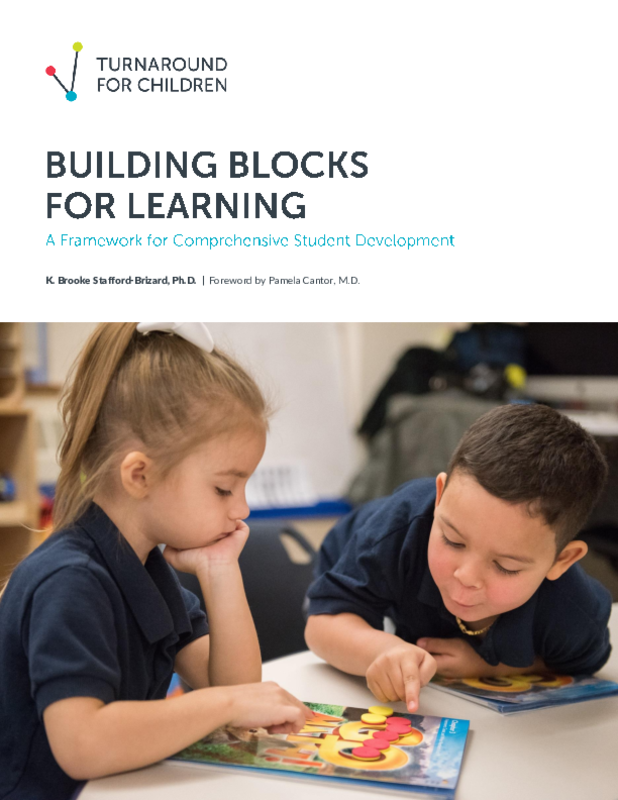 TURNAROUND
FOR CHILDREN
BUILDING BLOCKS
FOR LEARNING
A Framework for Comprehensive Student Development
K. Brooke Stafford-Brizard, Ph.D. | Foreword by Pamela Cantor, M.D.